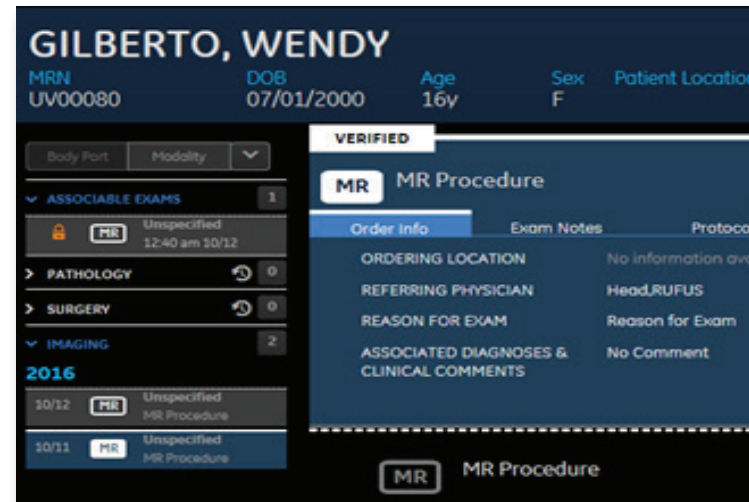 GILBERTO, WENDY
MRN DOB Age Sex Patient Location
UV00080 07/01/2000 16y F
VERIFIED
Body Part Modality
MR MR Procedure
ASSOCIABLE EXAMS 1
Order Info Exam Notes Protoco
MR Unspecified
12:40 am 10/12
ORDERING LOCATION No information ava
PATHOLOGY 0
REFERRING PHYSICIAN Head,RUFUS
SURGERY 0
REASON FOR EXAM Reason for Exam
IMAGING 2
ASSOCIATED DIAGNOSES & No Comment
CLINICAL COMMENTS
2016
10/12 MR Unspecified
MR Procedure
10/11 MR Unspecified
MR Procedure
MR MR Procedure